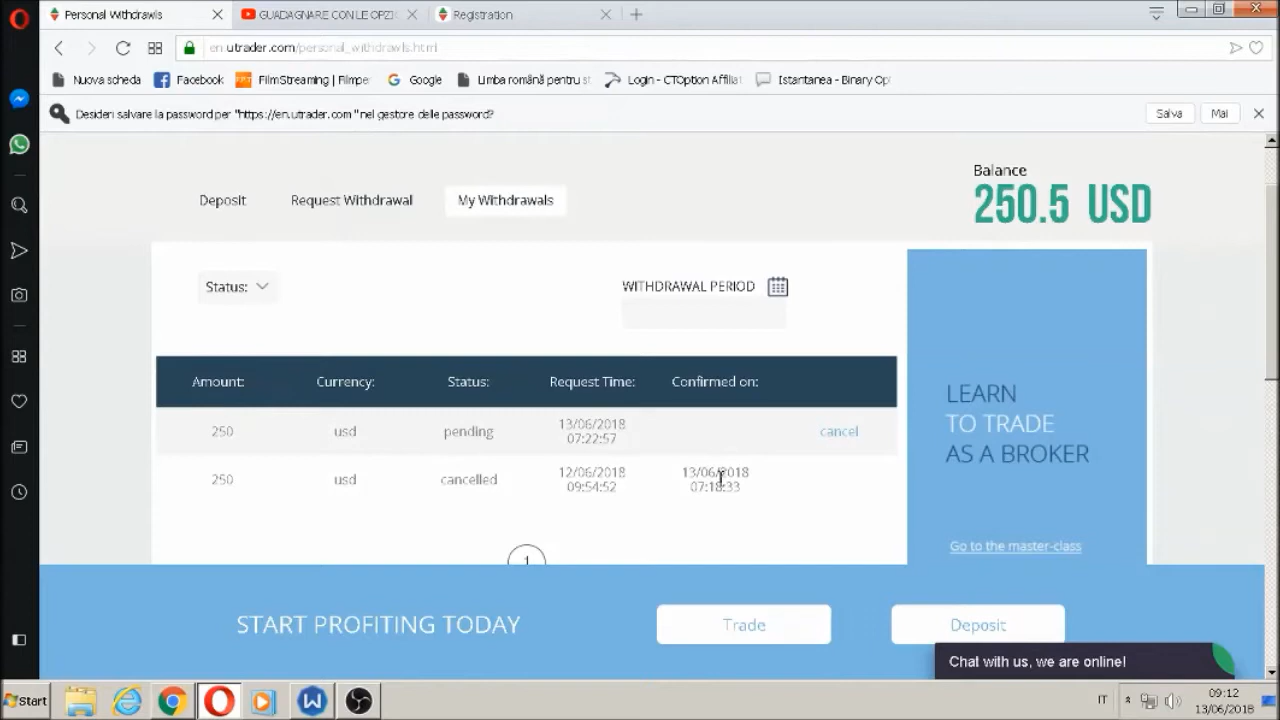 Personal Withdrawls
GUADAGNARE CON LE OPZI
Registration
en.utrader.com/personal_withdrawls.html
Nuova scheda
Facebook
FilmStreaming | Filmpe
Google
Limba română pentru st
Login - CTOption Affiliat
Istantanea - Binary Opt
Desideri salvare la password per "https://en.utrader.com" nel gestore delle password?
Salva
Mai
Balance
250.5 USD
Deposit
Request Withdrawal
My Withdrawals
Status:
WITHDRAWAL PERIOD
Amount: Currency: Status: Request Time: Confirmed on:
250 usd pending 13/06/2018 07:22:57 cancel
250 usd cancelled 12/06/2018 09:54:52 13/06/2018 07:18:33
1
LEARN
TO TRADE
AS A BROKER
Go to the master-class
START PROFITING TODAY
Trade
Deposit
Chat with us, we are online!
Start
IT
09:12
13/06/2018